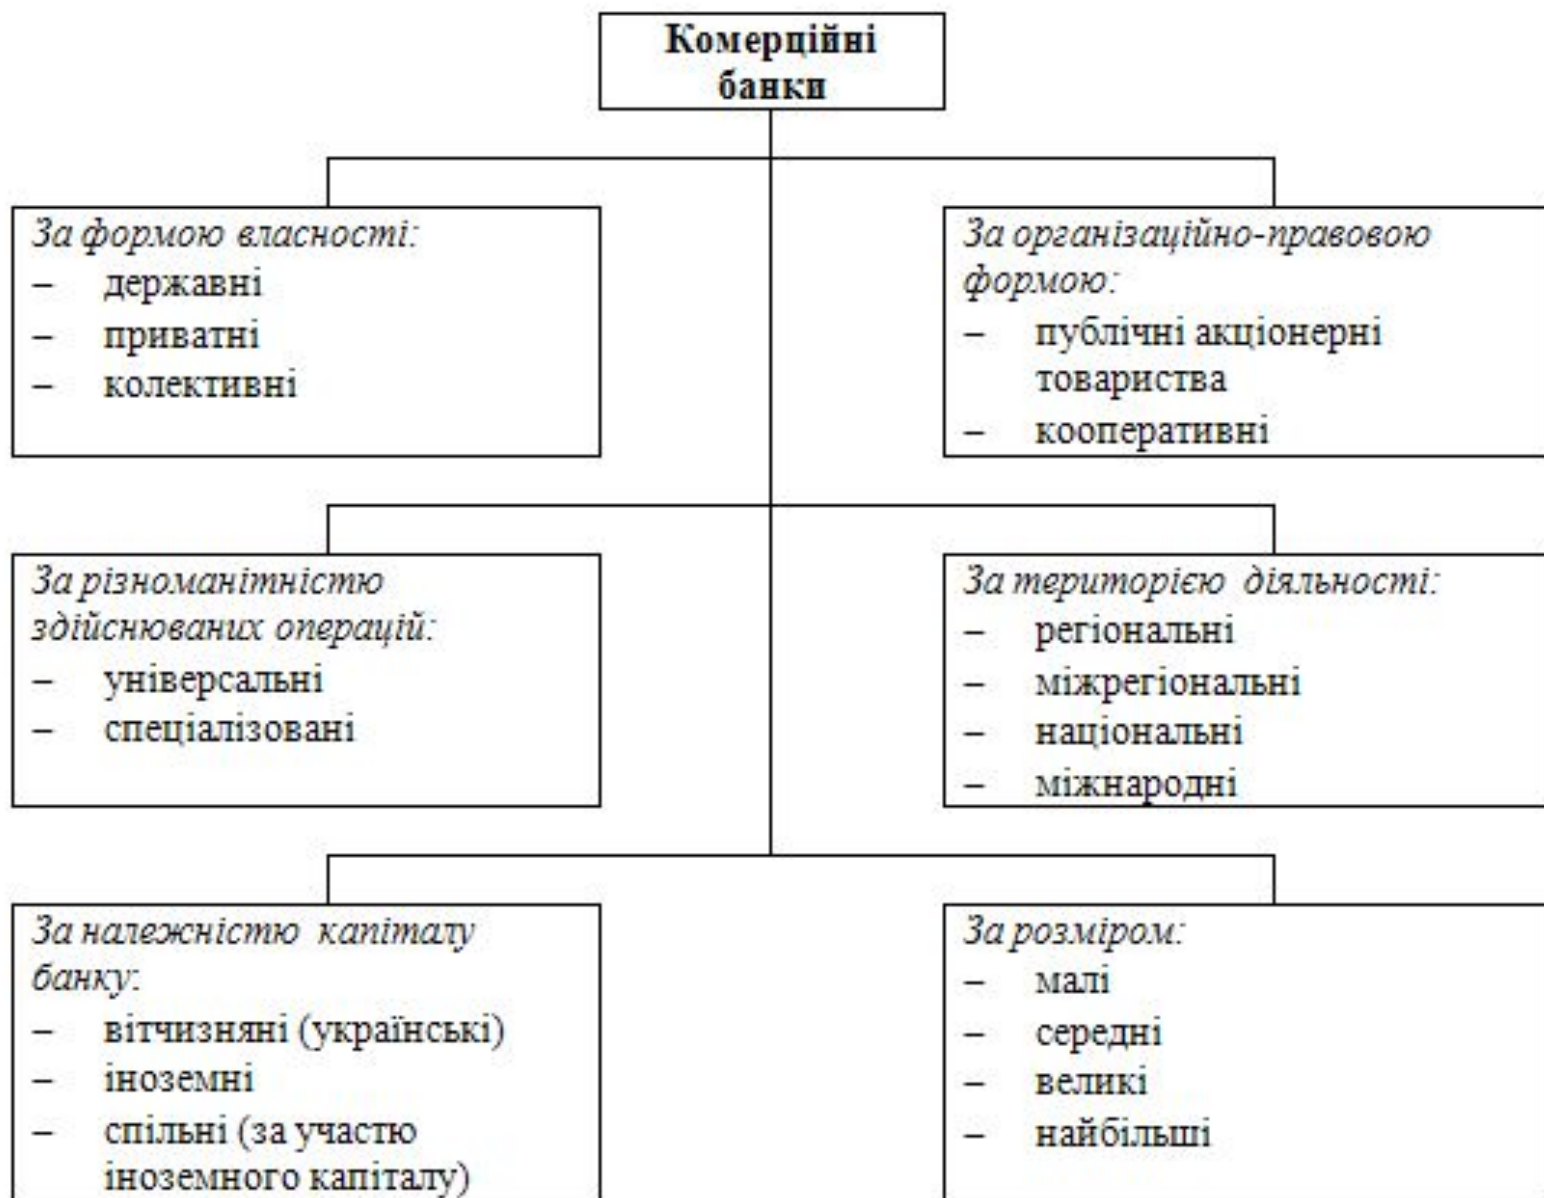 Комерційні
банки
За формою власності:
– державні
– приватні
– колективні
За організаційно-правовою
формою:
– публічні акціонерні
товариства
– кооперативні
За різноманітністю
здійснюваних операцій:
– універсальні
– спеціалізовані
За територією діяльності:
– регіональні
– міжрегіональні
– національні
– міжнародні
За належністю капіталу
банку:
– вітчизняні (українські)
– іноземні
– спільні (за участю
іноземного капіталу)
За розміром:
– малі
– середні
– великі
– найбільші